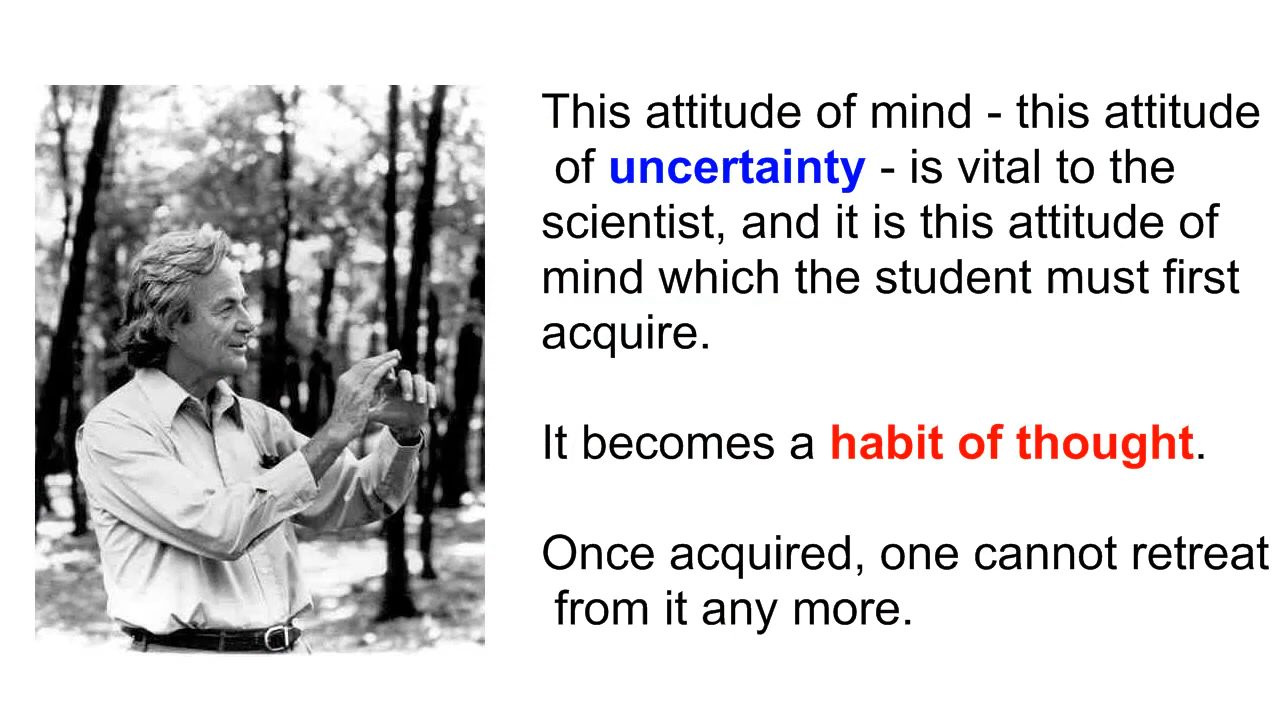 This attitude of mind - this attitude
of uncertainty - is vital to the
scientist, and it is this attitude of
mind which the student must first
acquire.
It becomes a habit of thought.
Once acquired, one cannot retreat
from it any more.